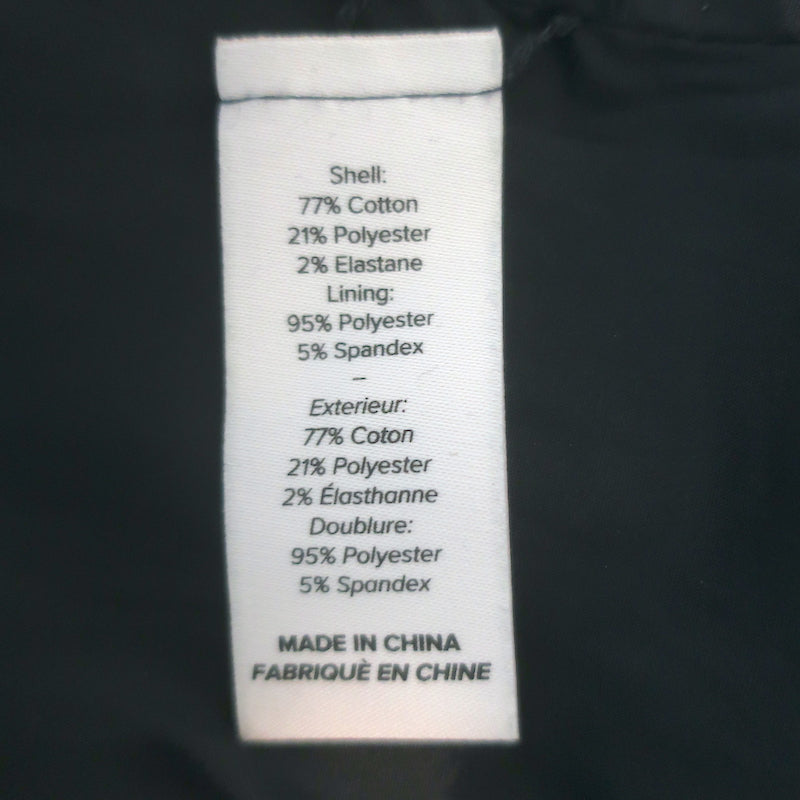 Shell:
77% Cotton
21% Polyester
2% Elastane
Lining:
95% Polyester
5% Spandex
–
Exterieur:
77% Coton
21% Polyester
2% Élasthanne
Doublure:
95% Polyester
5% Spandex
MADE IN CHINA
FABRIQUÈ EN CHINE